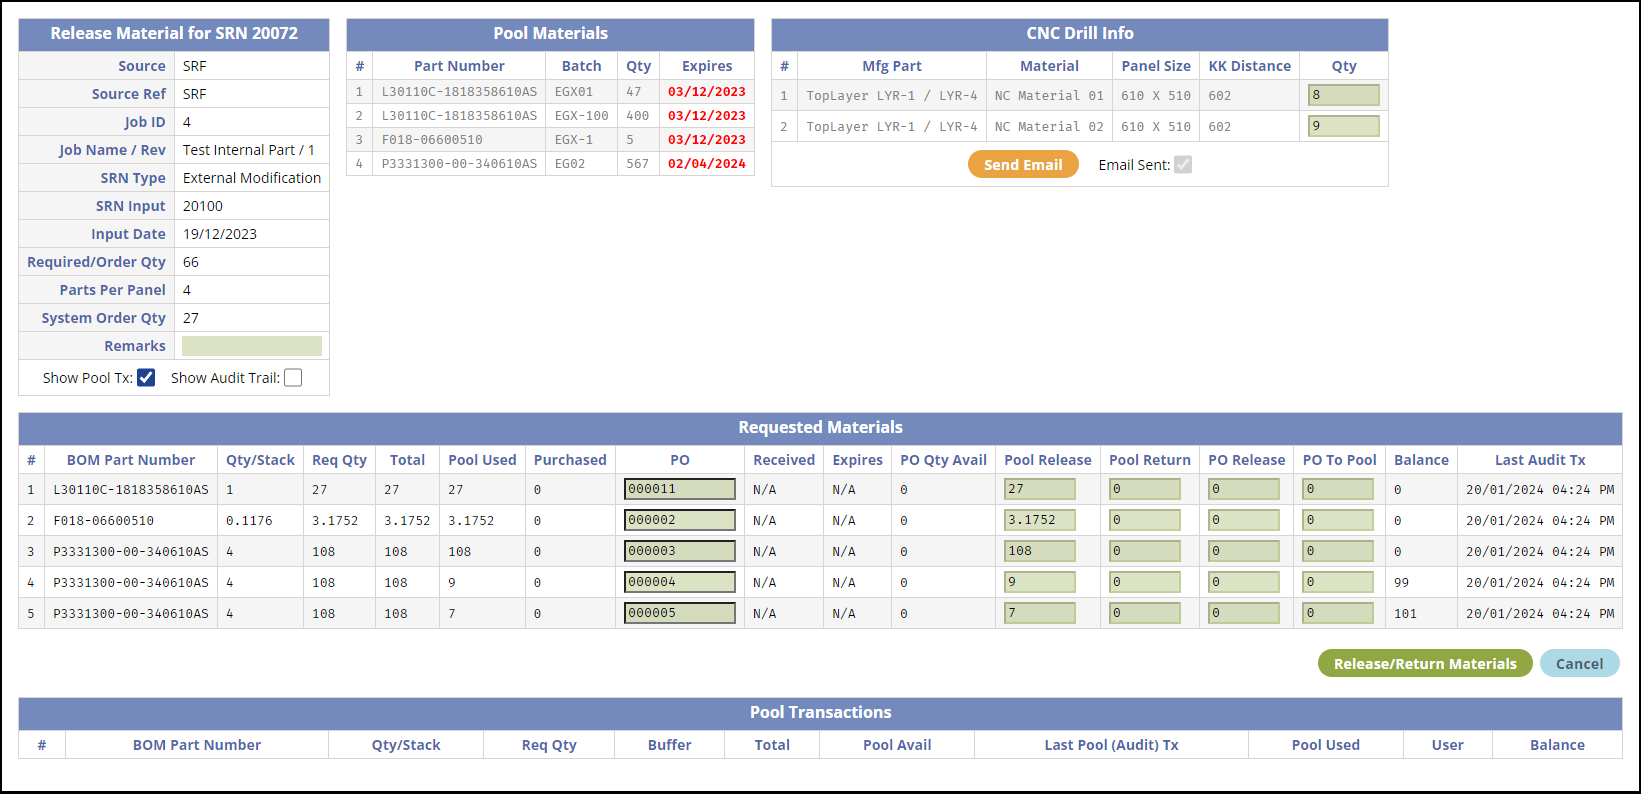 Release Material for SRN 20072
Source SRF
Source Ref SRF
Job ID 4
Job Name / Rev Test Internal Part / 1
SRN Type External Modification
SRN Input 20100
Input Date 19/12/2023
Required/Order Qty 66
Parts Per Panel 4
System Order Qty 27
Remarks
Show Pool Tx: Show Audit Trail:
Pool Materials
# Part Number Batch Qty Expires
1 L30110C-1818358610AS EGX01 47 03/12/2023
2 L30110C-1818358610AS EGX-100 400 03/12/2023
3 F018-06600510 EGX-1 5 03/12/2023
4 P3331300-00-340610AS EG02 567 02/04/2024
CNC Drill Info
# Mfg Part Material Panel Size KK Distance Qty
1 TopLayer LYR-1 / LYR-4 NC Material 01 610 X 510 602 8
2 TopLayer LYR-1 / LYR-4 NC Material 02 610 X 510 602 9
Send Email Email Sent:
Requested Materials
# BOM Part Number Qty/Stack Req Qty Total Pool Used Purchased PO Received Expires PO Qty Avail Pool Release Pool Return PO Release PO To Pool Balance Last Audit Tx
1 L30110C-1818358610AS 1 27 27 27 0 000011 N/A N/A 0 27 0 0 0 0 20/01/2024 04:24 PM
2 F018-06600510 0.1176 3.1752 3.1752 3.1752 0 000002 N/A N/A 0 3.1752 0 0 0 0 20/01/2024 04:24 PM
3 P3331300-00-340610AS 4 108 108 108 0 000003 N/A N/A 0 108 0 0 0 0 20/01/2024 04:24 PM
4 P3331300-00-340610AS 4 108 108 9 0 000004 N/A N/A 0 9 0 0 0 99 20/01/2024 04:24 PM
5 P3331300-00-340610AS 4 108 108 7 0 000005 N/A N/A 0 7 0 0 0 101 20/01/2024 04:24 PM
Release/Return Materials Cancel
Pool Transactions
# BOM Part Number Qty/Stack Req Qty Buffer Total Pool Avail Last Pool (Audit) Tx Pool Used User Balance